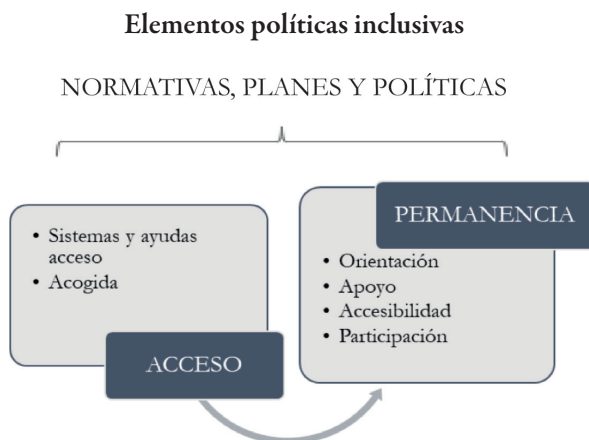 Elementos políticas inclusivas
NORMATIVAS, PLANES Y POLÍTICAS
• Sistemas y ayudas
acceso
• Acogida
ACCESO
PERMANENCIA
• Orientación
• Apoyo
• Accesibilidad
• Participación